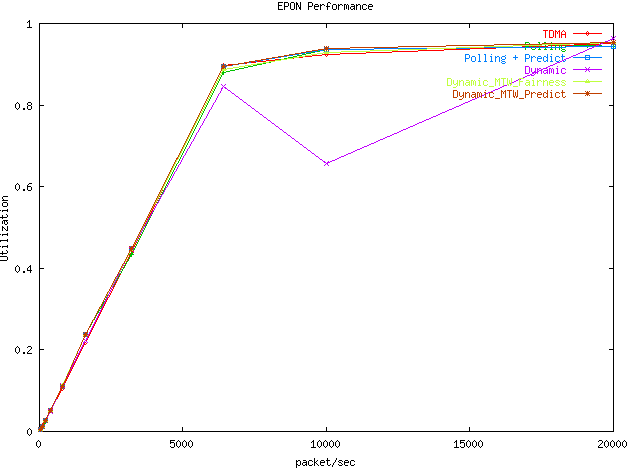 EPON Performance
1
0.8
0.6
0.4
0.2
0
Utilization
TDMA
Polling
Polling + Predict
Dynamic
Dynamic_MTW_Fairness
Dynamic_MTW_Predict
0
5000
10000
15000
20000
packet/sec